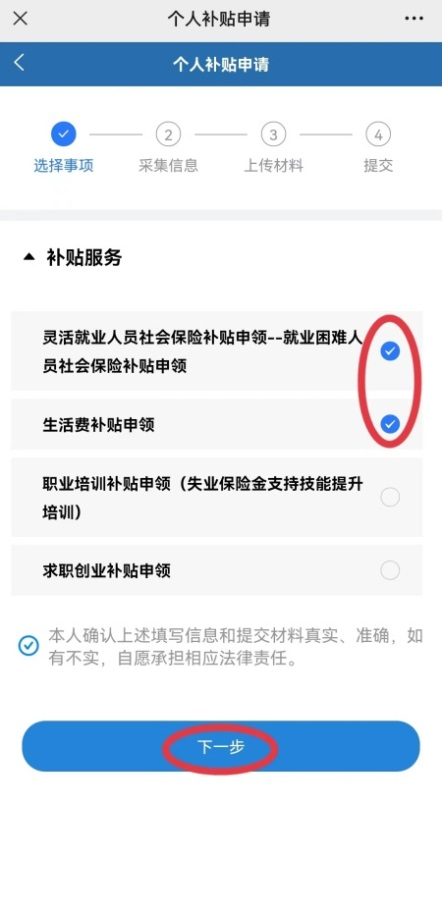 个人补贴申请
个人补贴申请
2
3
4
选择事项
采集信息
上传材料
提交
补贴服务
灵活就业人员社会保险补贴申领--就业困难人
员社会保险补贴申领
生活费补贴申领
职业培训补贴申领（失业保险金支持技能提升
培训）
求职创业补贴申领
本人确认上述填写信息和提交材料真实、准确，如
有不实，自愿承担相应法律责任。
下一步